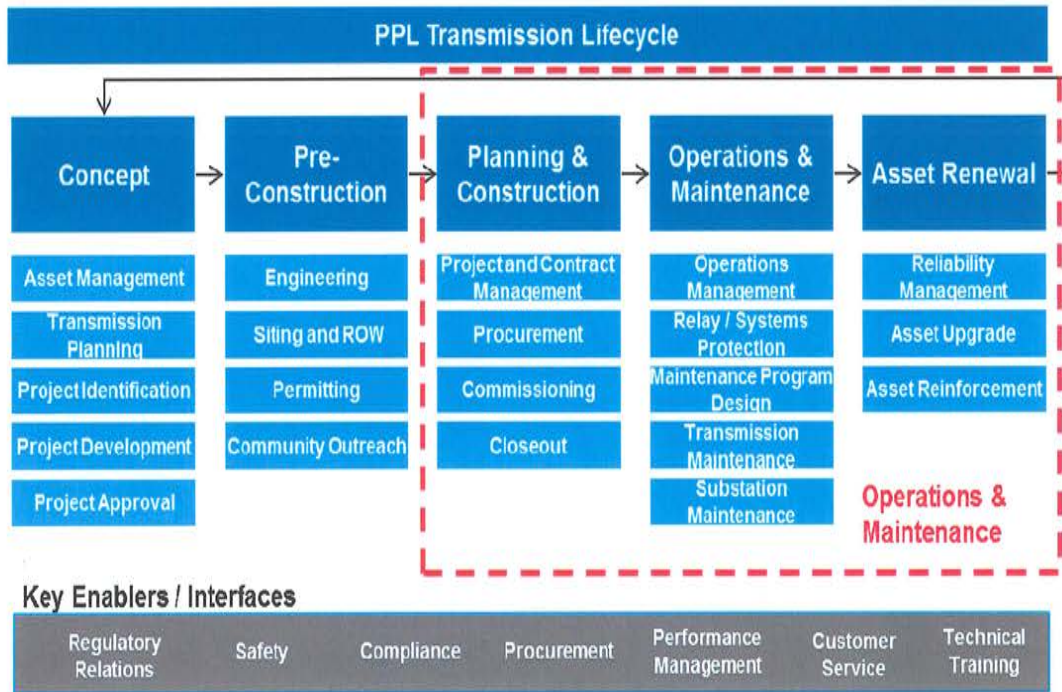 PPL Transmission Lifecycle
Concept
Pre-
Construction
Planning &
Construction
Operations &
Maintenance
Asset Renewal
Asset Management
Transmission
Planning
Project Identification
Project Development
Project Approval
Engineering
Siting and ROW
Permitting
Community Outreach
Project and Contract
Management
Procurement
Commissioning
Closeout
Operations
Management
Relay / Systems
Protection
Maintenance Program
Design
Transmission
Maintenance
Substation
Maintenance
Reliability
Management
Asset Upgrade
Asset Reinforcement
Operations &
Maintenance
Key Enablers / Interfaces
Regulatory
Relations
Safety
Compliance
Procurement
Performance
Management
Customer
Service
Technical
Training